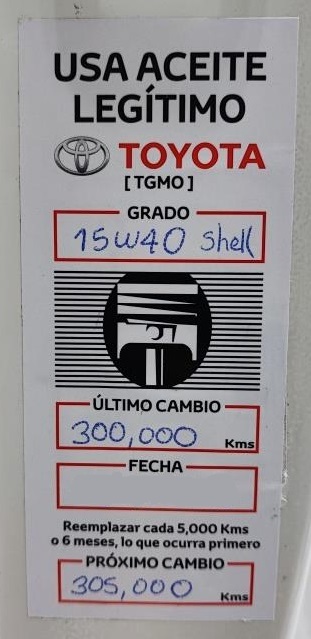 USA ACEITE
LEGÍTIMO
TOYOTA
[TGMO]
GRADO
15W40 Shell
ÚLTIMO CAMBIO
300,000 Kms
FECHA
Reemplazar cada 5,000 Kms
o 6 meses, lo que ocurra primero
PRÓXIMO CAMBIO
305,000 Kms